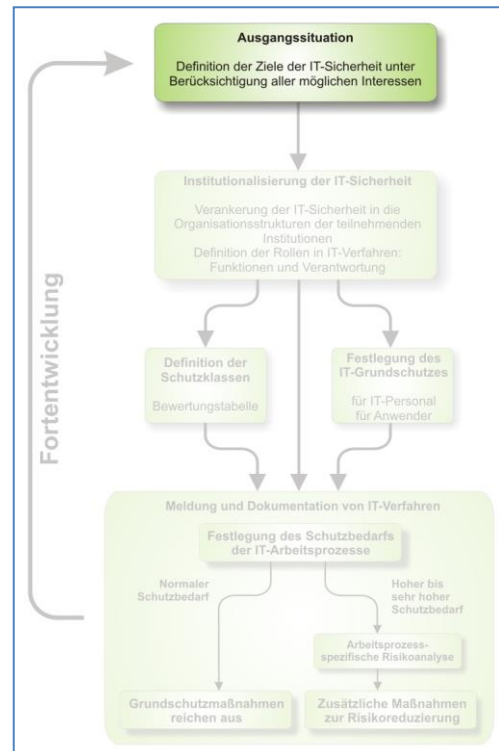 Ausgangssituation
Definition der Ziele der IT-Sicherheit unter
Berücksichtigung aller möglichen Interessen
Institutionalisierung der IT-Sicherheit
Verankerung der IT-Sicherheit in die
Organisationsstrukturen der teilnehmenden
Institutionen
Definition der Rollen in IT-Verfahren:
Funktionen und Verantwortung
Fortentwicklung
Definition der
Schutzklassen
Bewertungstabelle
Festlegung des
IT-Grundschutzes
für IT-Personal
für Anwender
Meldung und Dokumentation von IT-Verfahren
Festlegung des Schutzbedarfs
der IT-Arbeitsprozesse
Normaler
Schutzbedarf
Hoher bis
sehr hoher
Schutzbedarf
Arbeitsprozess-
spezifische Risikoanalyse
Grundschutzmaßnahmen
reichen aus
Zusätzliche Maßnahmen
zur Risikoreduzierung